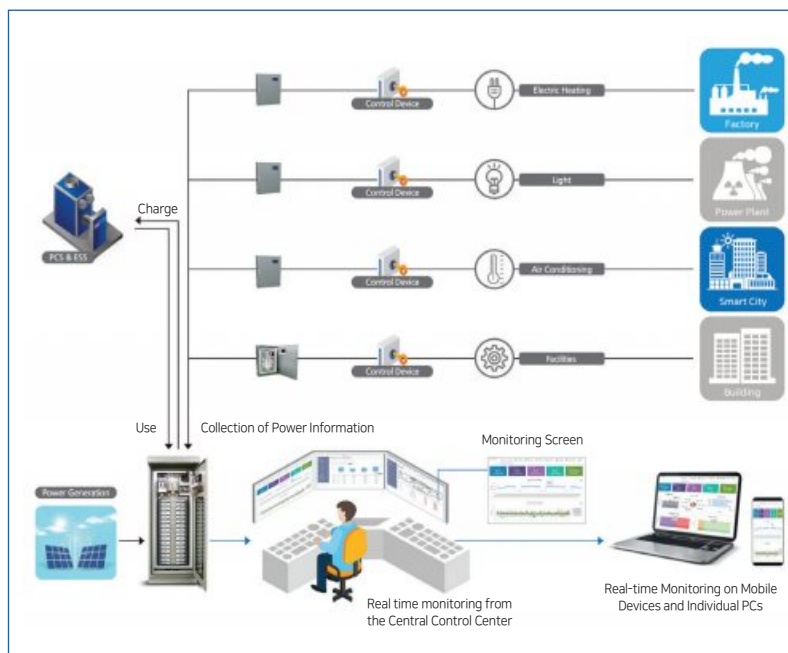 Control Device
Electric Heating
Factory
Control Device
Light
Power Plant
Charge
PCS & ESS
Control Device
Air Conditioning
Smart City
Control Device
Facilities
Building
Use
Collection of Power Information
Monitoring Screen
Power Generation
Real time monitoring from
the Central Control Center
Real-time Monitoring on Mobile
Devices and Individual PCs